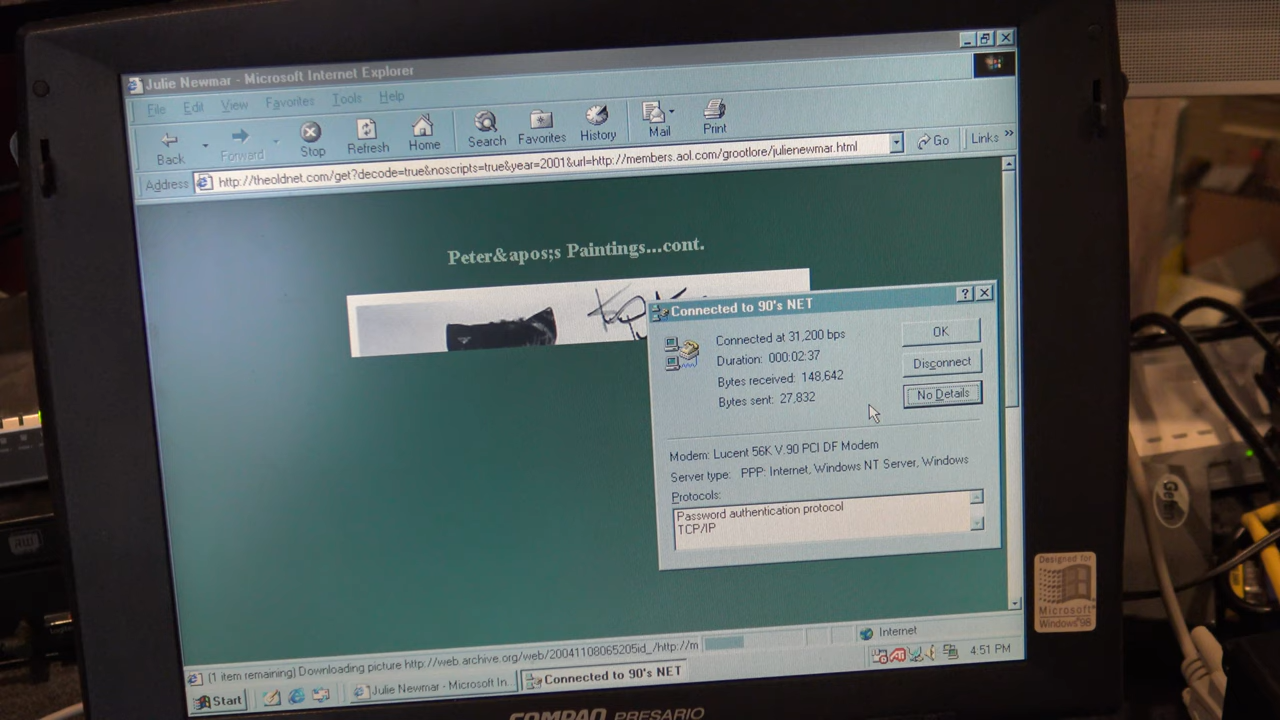 Julie Newmar - Microsoft Internet Explorer
File Edit View Favorites Tools Help
Back Forward Stop Refresh Home Search Favorites History Mail Print
Address http://theoldnet.com/get?decode=true&noscripts=true&year=2001&url=http://members.aol.com/grootlore/julienewmar.html Go Links »
Peter&apos;s Paintings...cont.
Connected to 90's NET
Connected at 31,200 bps
Duration: 000:02:37
Bytes received: 148,642
Bytes sent: 27,832
OK
Disconnect
No Details
Modem: Lucent 56K V.90 PCI DF Modem
Server type: PPP: Internet, Windows NT Server, Windows
Protocols:
Password authentication protocol
TCP/IP
(1 item remaining) Downloading picture http://web.archive.org/web/20041108065205id_/http://m
Internet
Start
Julie Newmar - Microsoft In...
Connected to 90's NET
ATI
4:51 PM
Designed for
Microsoft
Windows 98
COMPAQ PRESARIO